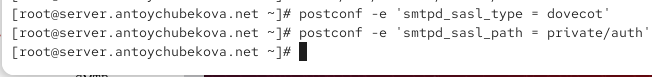 [root@server.antoychubekova.net ~]# postconf -e 'smtpd_sasl_type = dovecot'
[root@server.antoychubekova.net ~]# postconf -e 'smtpd_sasl_path = private/auth'
[root@server.antoychubekova.net ~]#